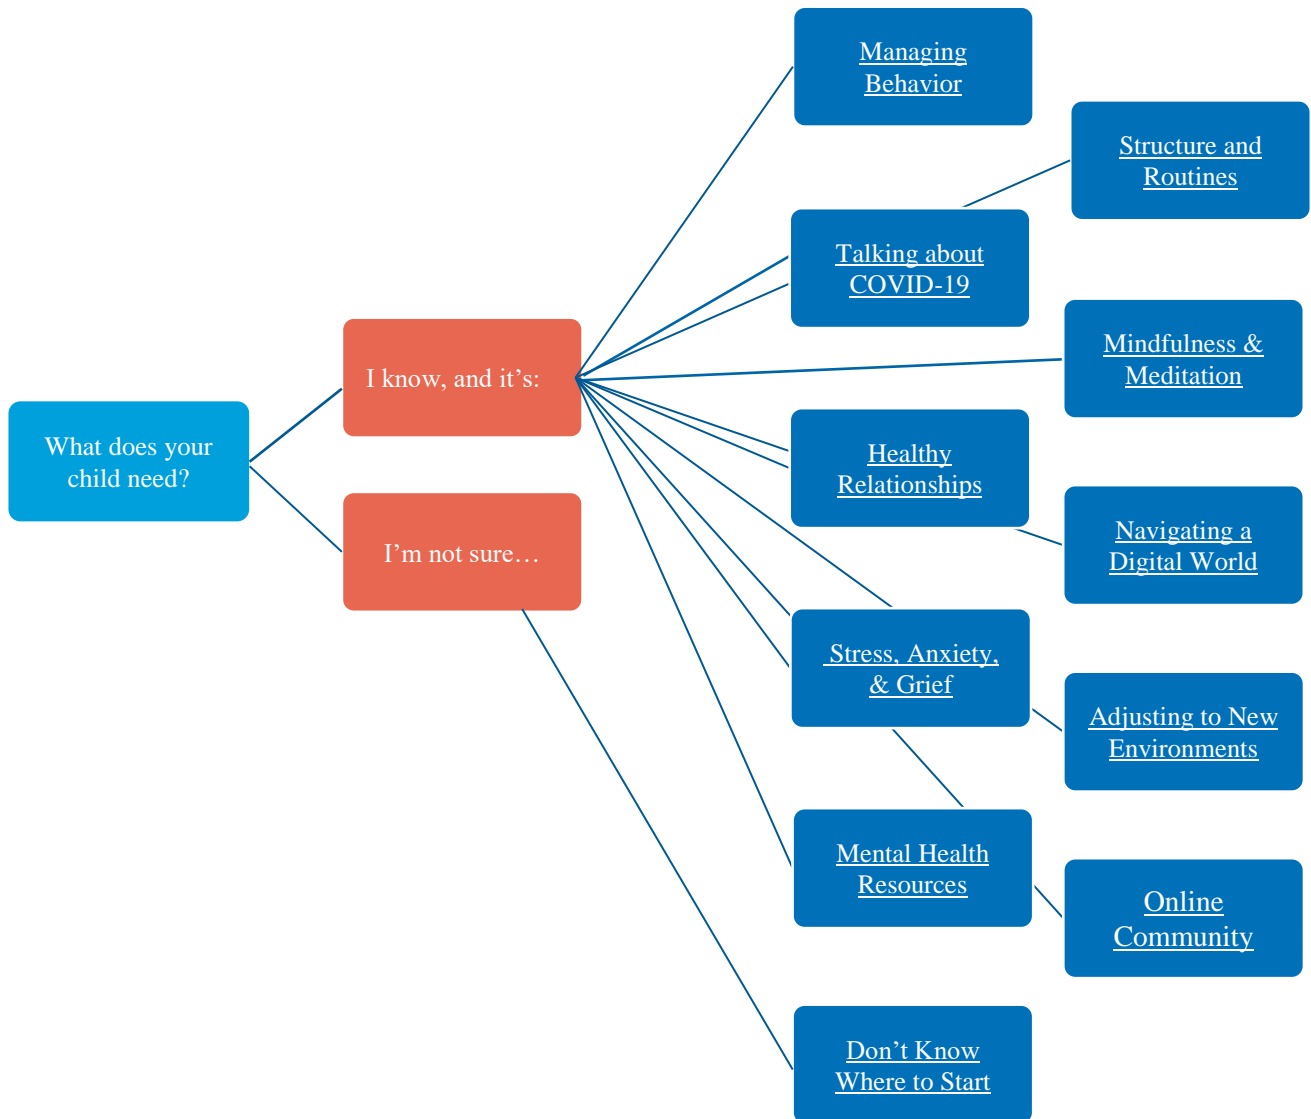 Managing
Behavior
Structure and
Routines
Talking about
COVID-19
Mindfulness &
Meditation
I know, and it’s:
What does your
child need?
Healthy
Relationships
I’m not sure…
Navigating a
Digital World
Stress, Anxiety,
& Grief
Adjusting to New
Environments
Mental Health
Resources
Online
Community
Don’t Know
Where to Start